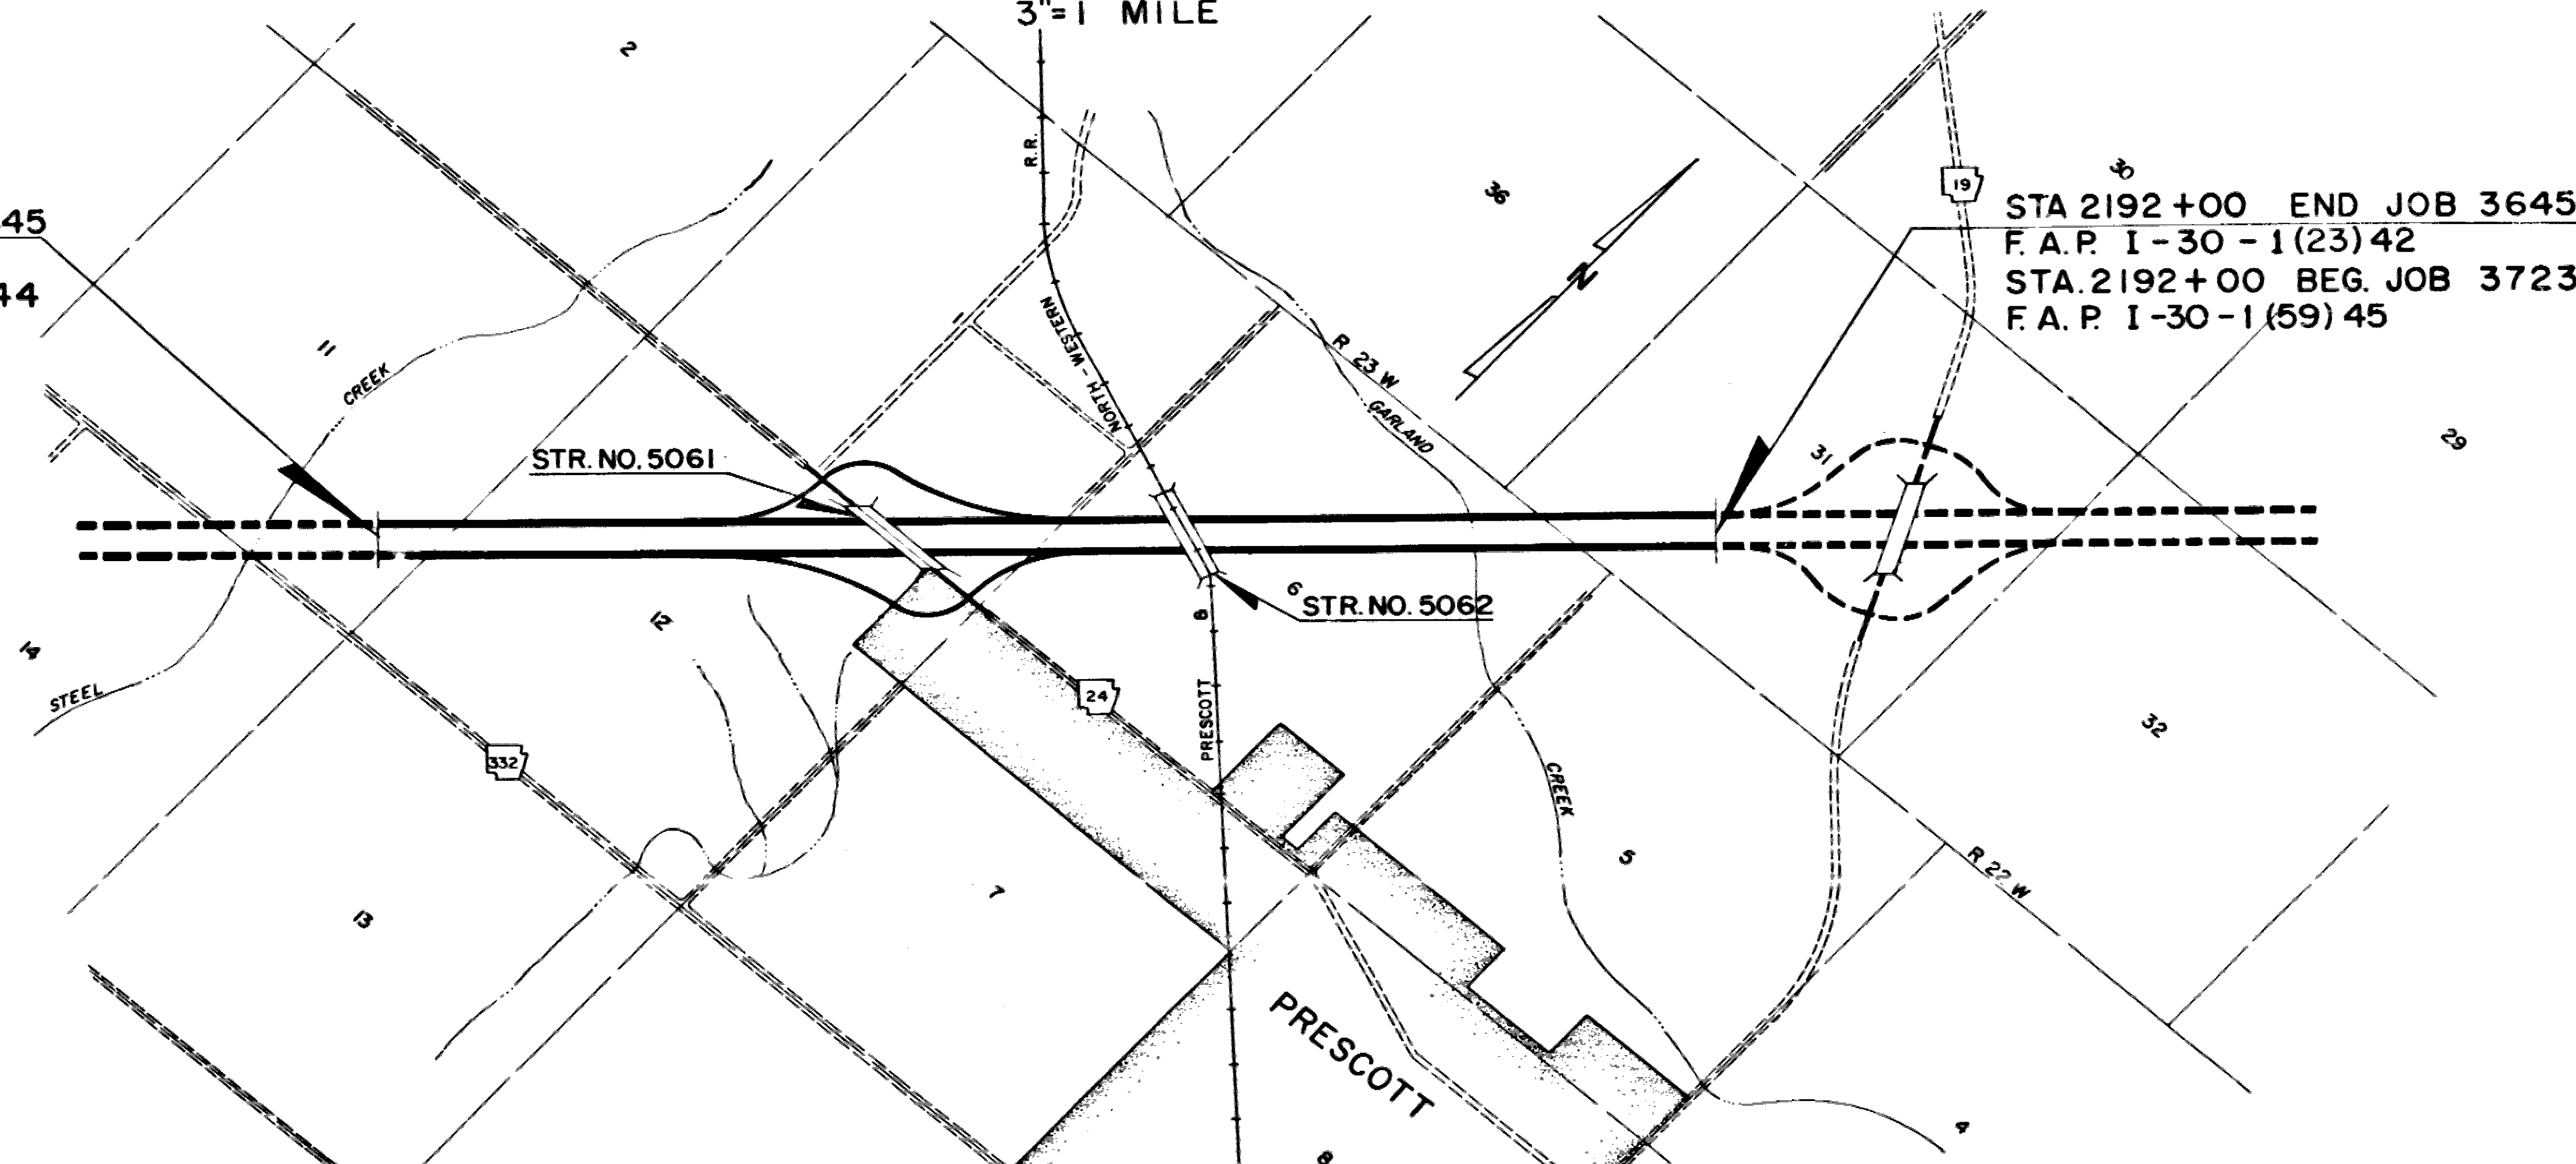 3"= 1 MILE
2
R.R.
36
30
19
45
44
STA 2192+00 END JOB 3645
F. A. P. I-30-1(23)42
STA. 2192+00 BEG. JOB 3723
F. A. P. I-30-1(59)45
N
11
CREEK
NORTH-WESTERN
R 23 W
GARLAND
STR. NO. 5061
31
29
14
12
6
STR. NO. 5062
8
STEEL
24
PRESCOTT
32
332
CREEK
13
7
5
R 22 W
PRESCOTT
4
8